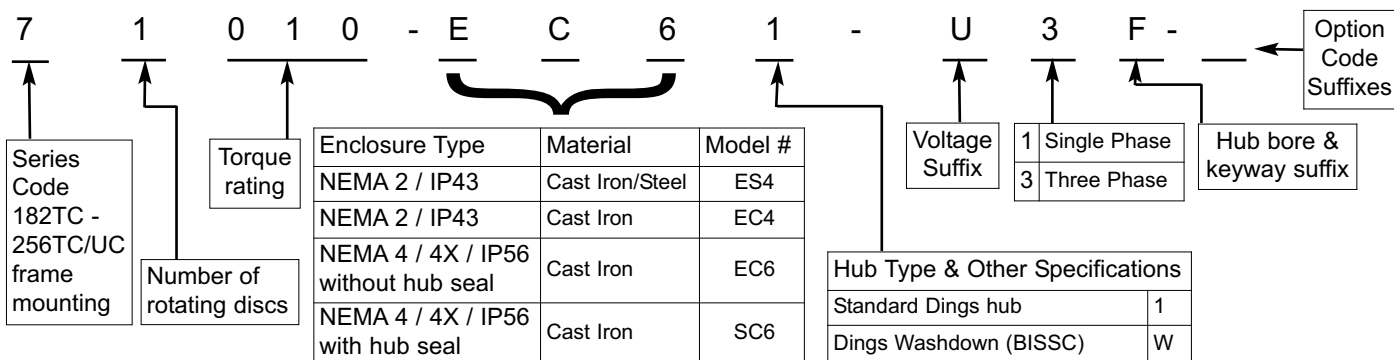 7 1 0 1 0 - E C 6 1 - U 3 F -
Option
Code
Suffixes
Series
Code
182TC -
256TC/UC
frame
mounting
Number of
rotating discs
Torque
rating
Enclosure Type Material Model #
NEMA 2 / IP43 Cast Iron/Steel ES4
NEMA 2 / IP43 Cast Iron EC4
NEMA 4 / 4X / IP56
without hub seal Cast Iron EC6
NEMA 4 / 4X / IP56
with hub seal Cast Iron SC6
Voltage
Suffix
1 Single Phase
3 Three Phase
Hub bore &
keyway suffix
Hub Type & Other Specifications
Standard Dings hub 1
Dings Washdown (BISSC) W